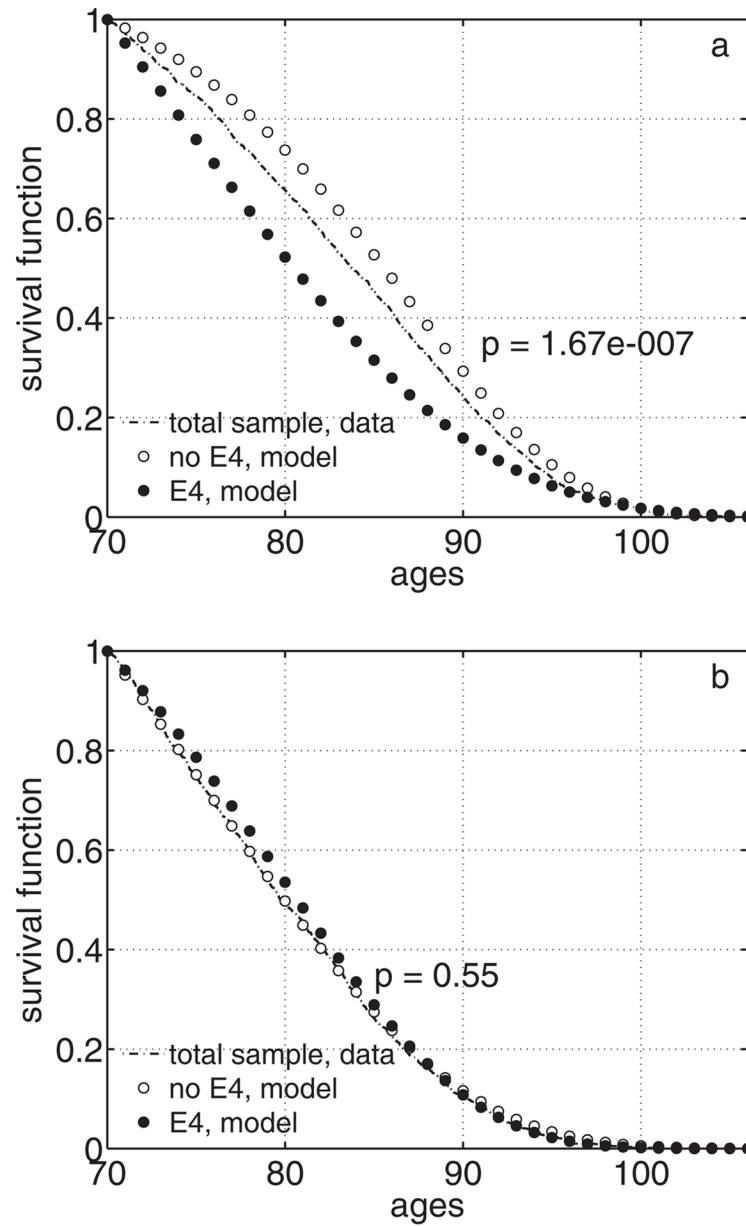 a
1
0.8
0.6
0.4
0.2
0
survival function
p = 1.67e-007
total sample, data
no E4, model
E4, model
70
80
90
100
ages
b
1
0.8
0.6
0.4
0.2
0
survival function
p = 0.55
total sample, data
no E4, model
E4, model
70
80
90
100
ages